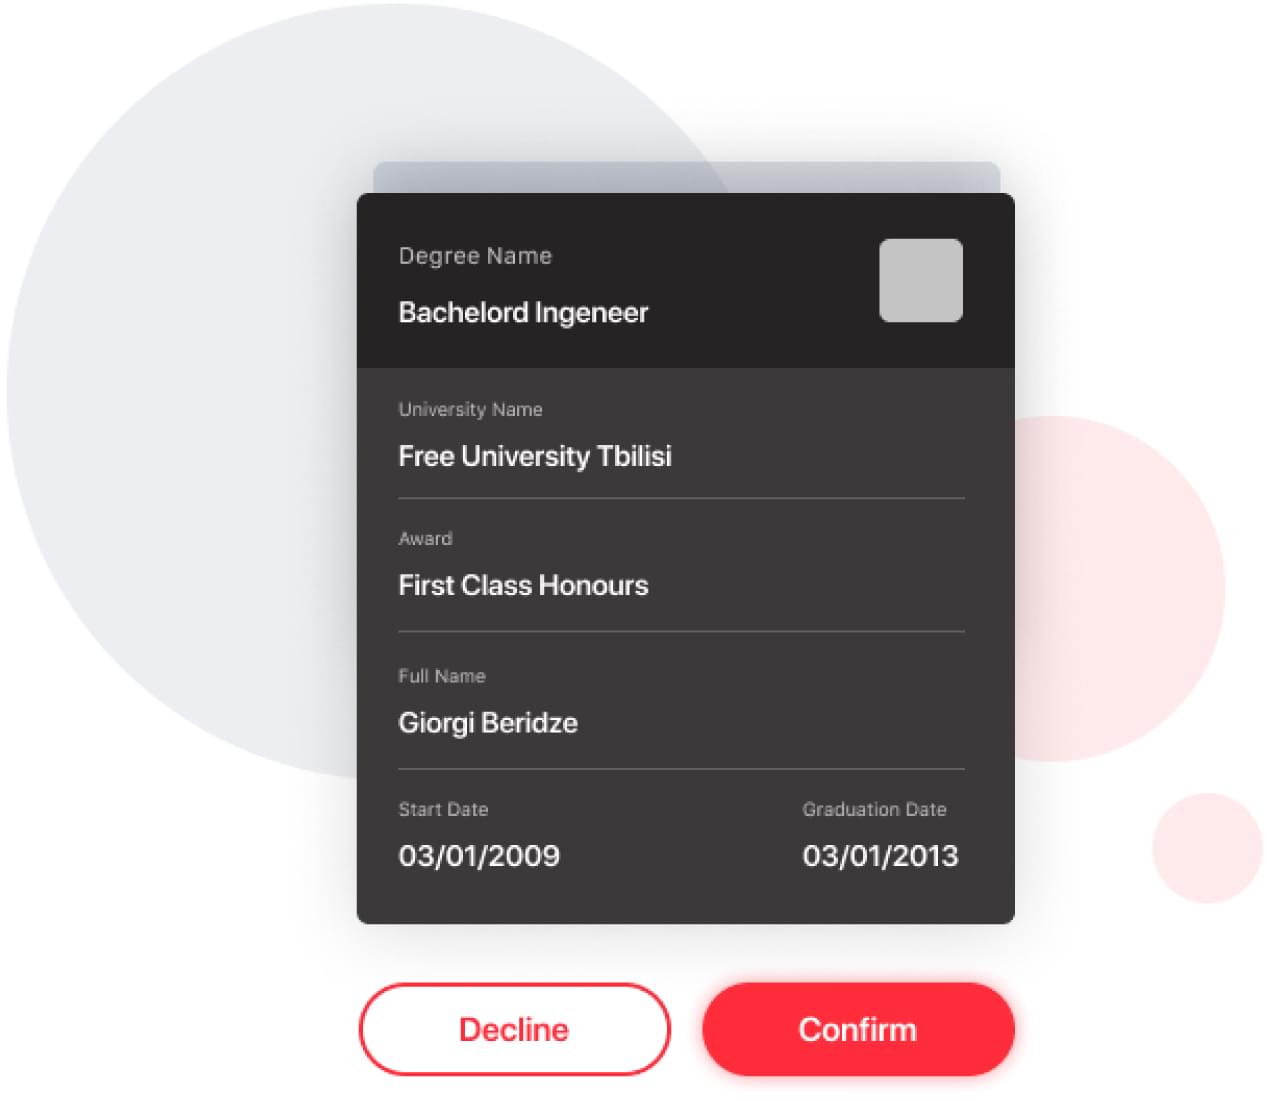 Degree Name
Bachelord Ingeneer
University Name
Free University Tbilisi
Award
First Class Honours
Full Name
Giorgi Beridze
Start Date
Graduation Date
03/01/2009
03/01/2013
Decline
Confirm